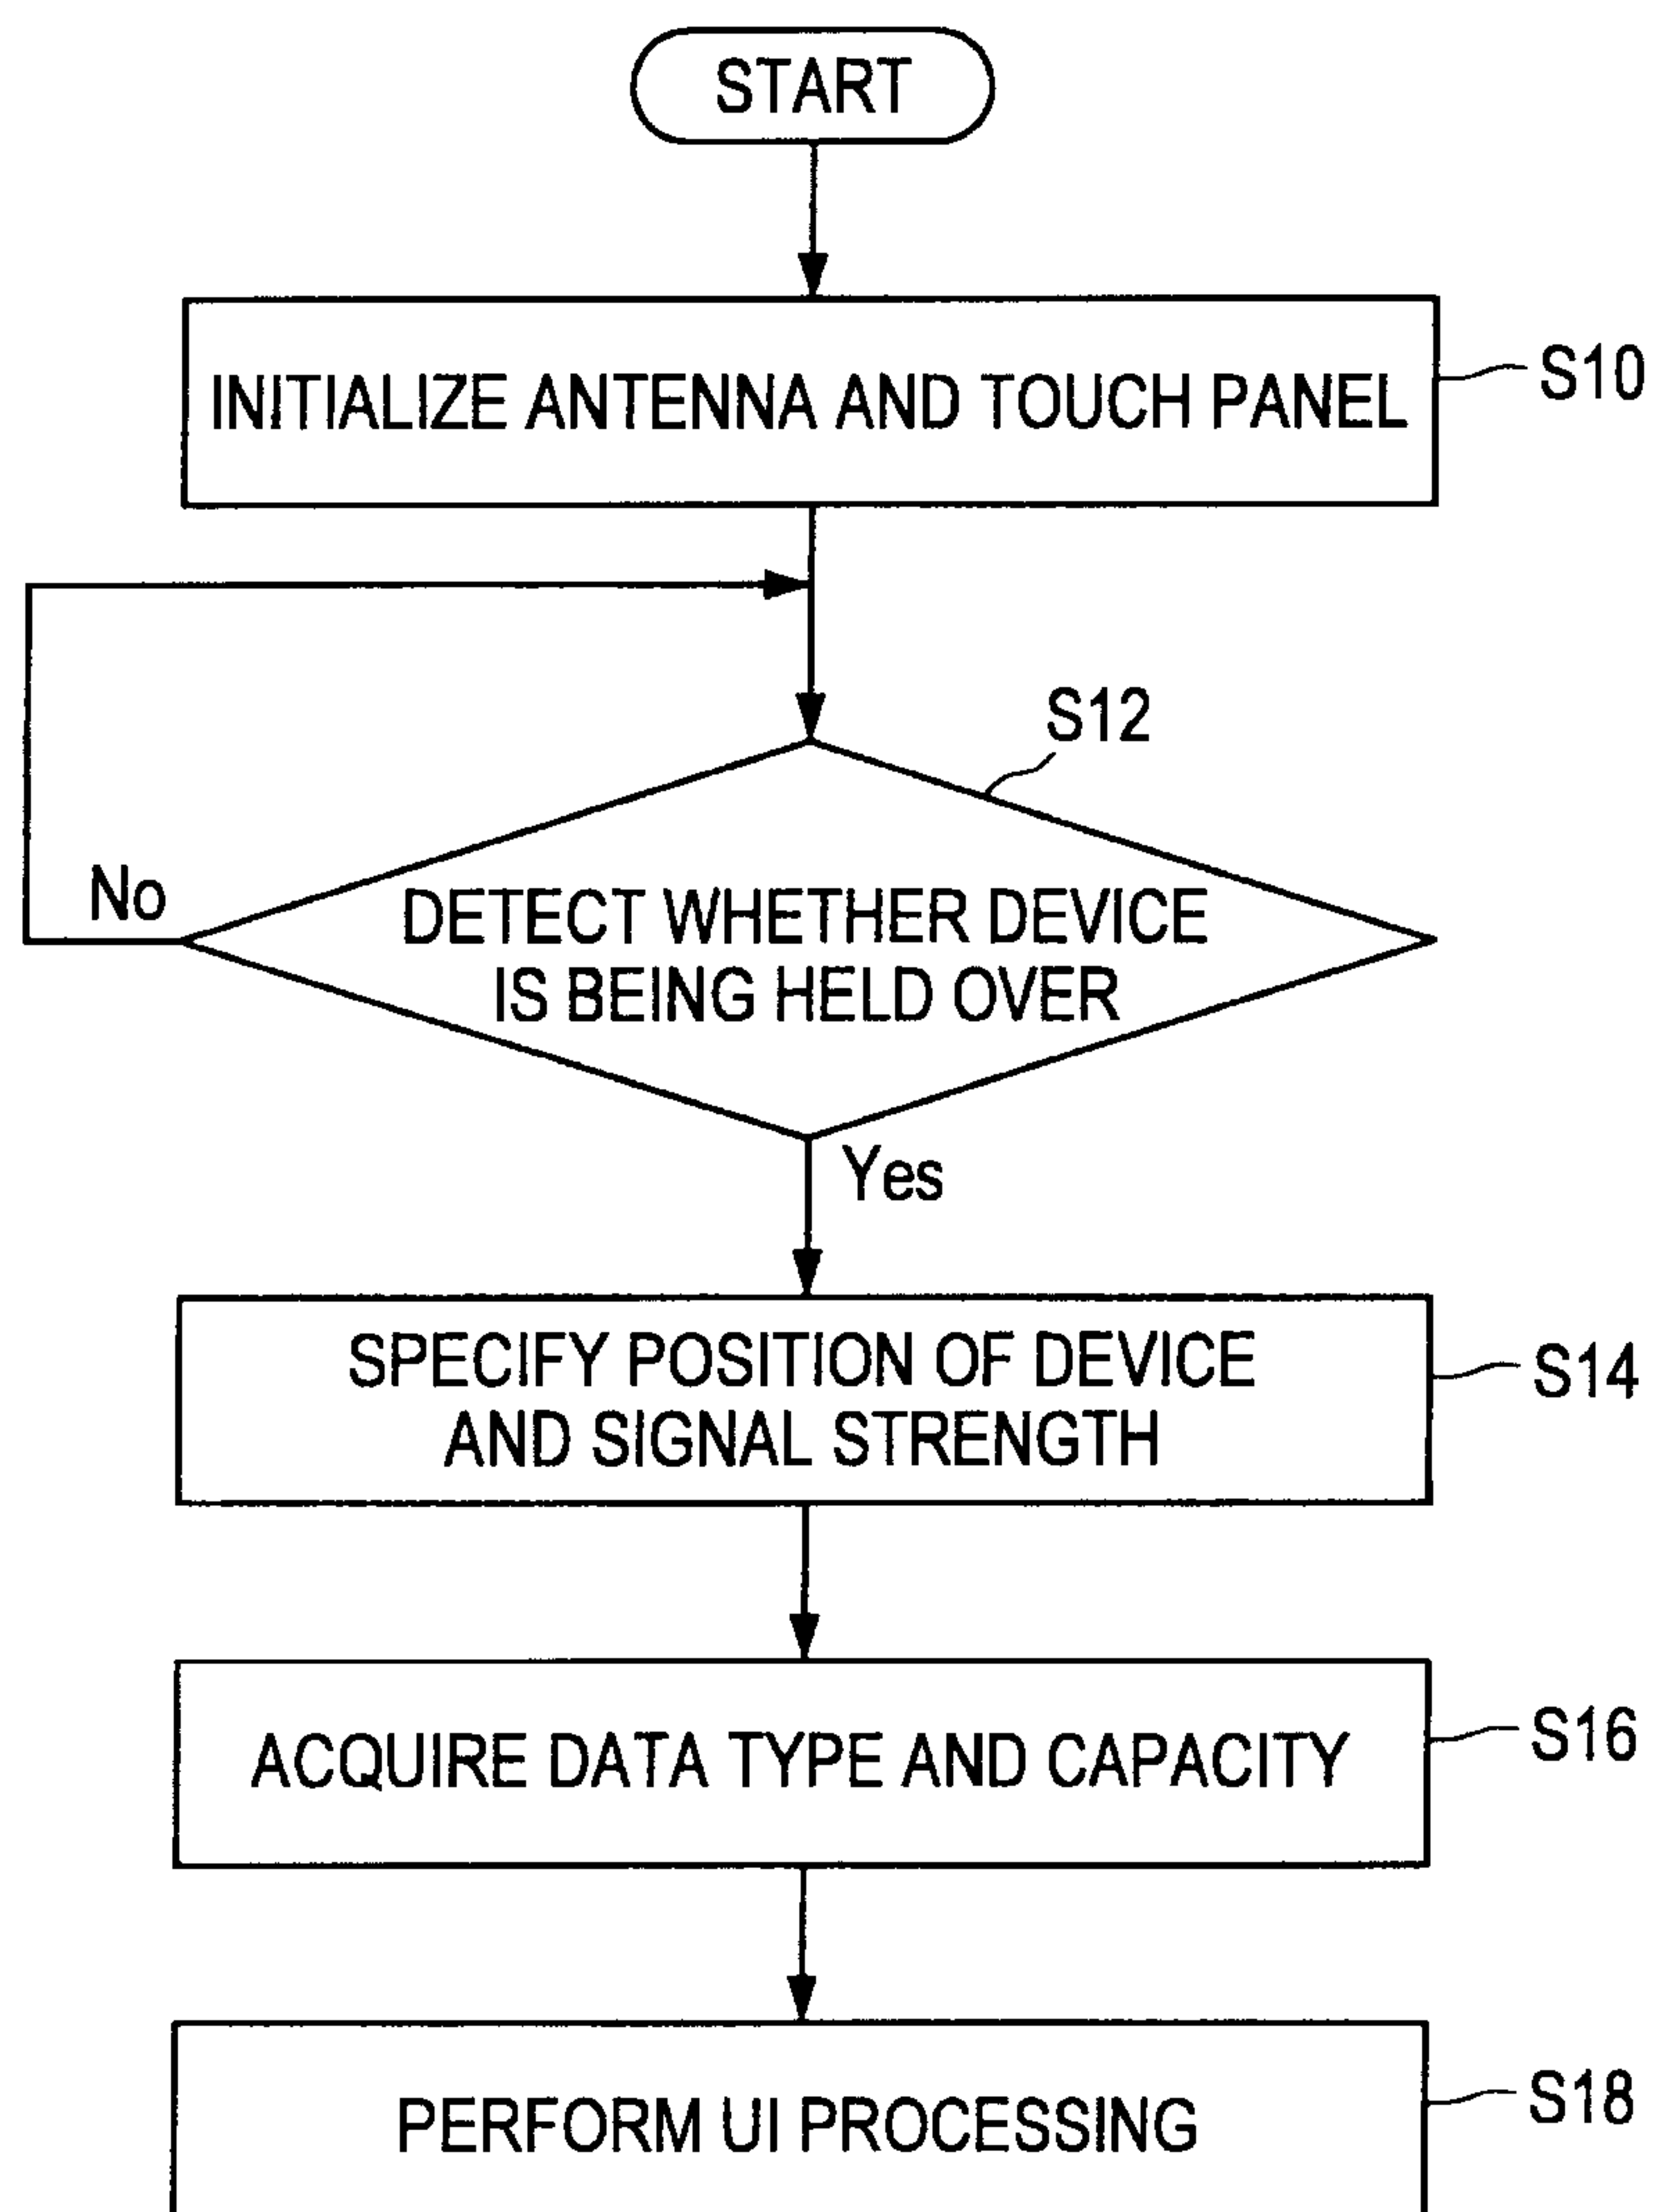 START
INITIALIZE ANTENNA AND TOUCH PANEL
S10
S12
No
DETECT WHETHER DEVICE
IS BEING HELD OVER
Yes
SPECIFY POSITION OF DEVICE
AND SIGNAL STRENGTH
S14
ACQUIRE DATA TYPE AND CAPACITY
S16
PERFORM UI PROCESSING
S18